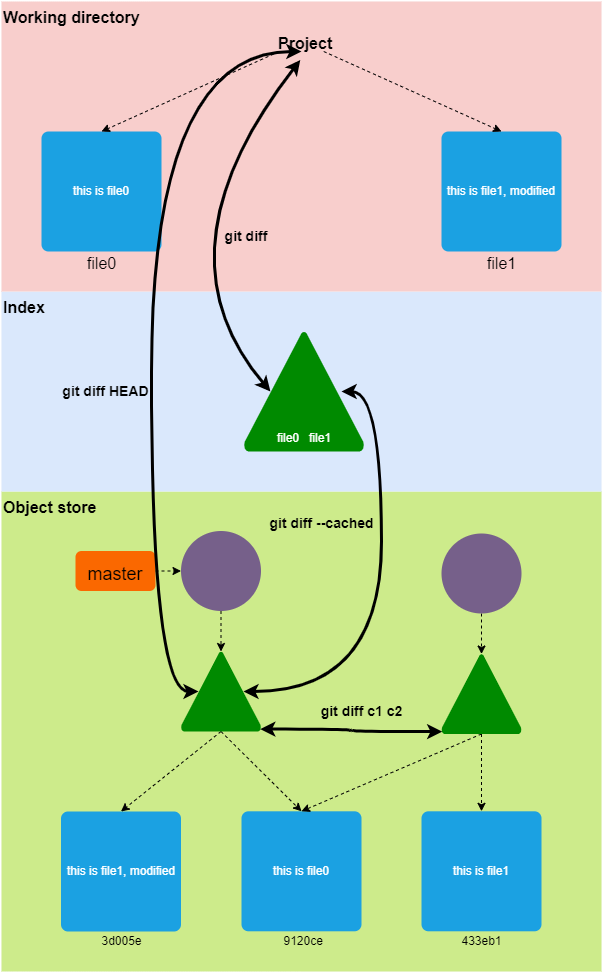 Working directory
Project
this is file0
this is file1, modified
git diff
file0
file1
Index
git diff HEAD
file0 file1
Object store
git diff --cached
master
git diff c1 c2
this is file1, modified
this is file0
this is file1
3d005e
9120ce
433eb1